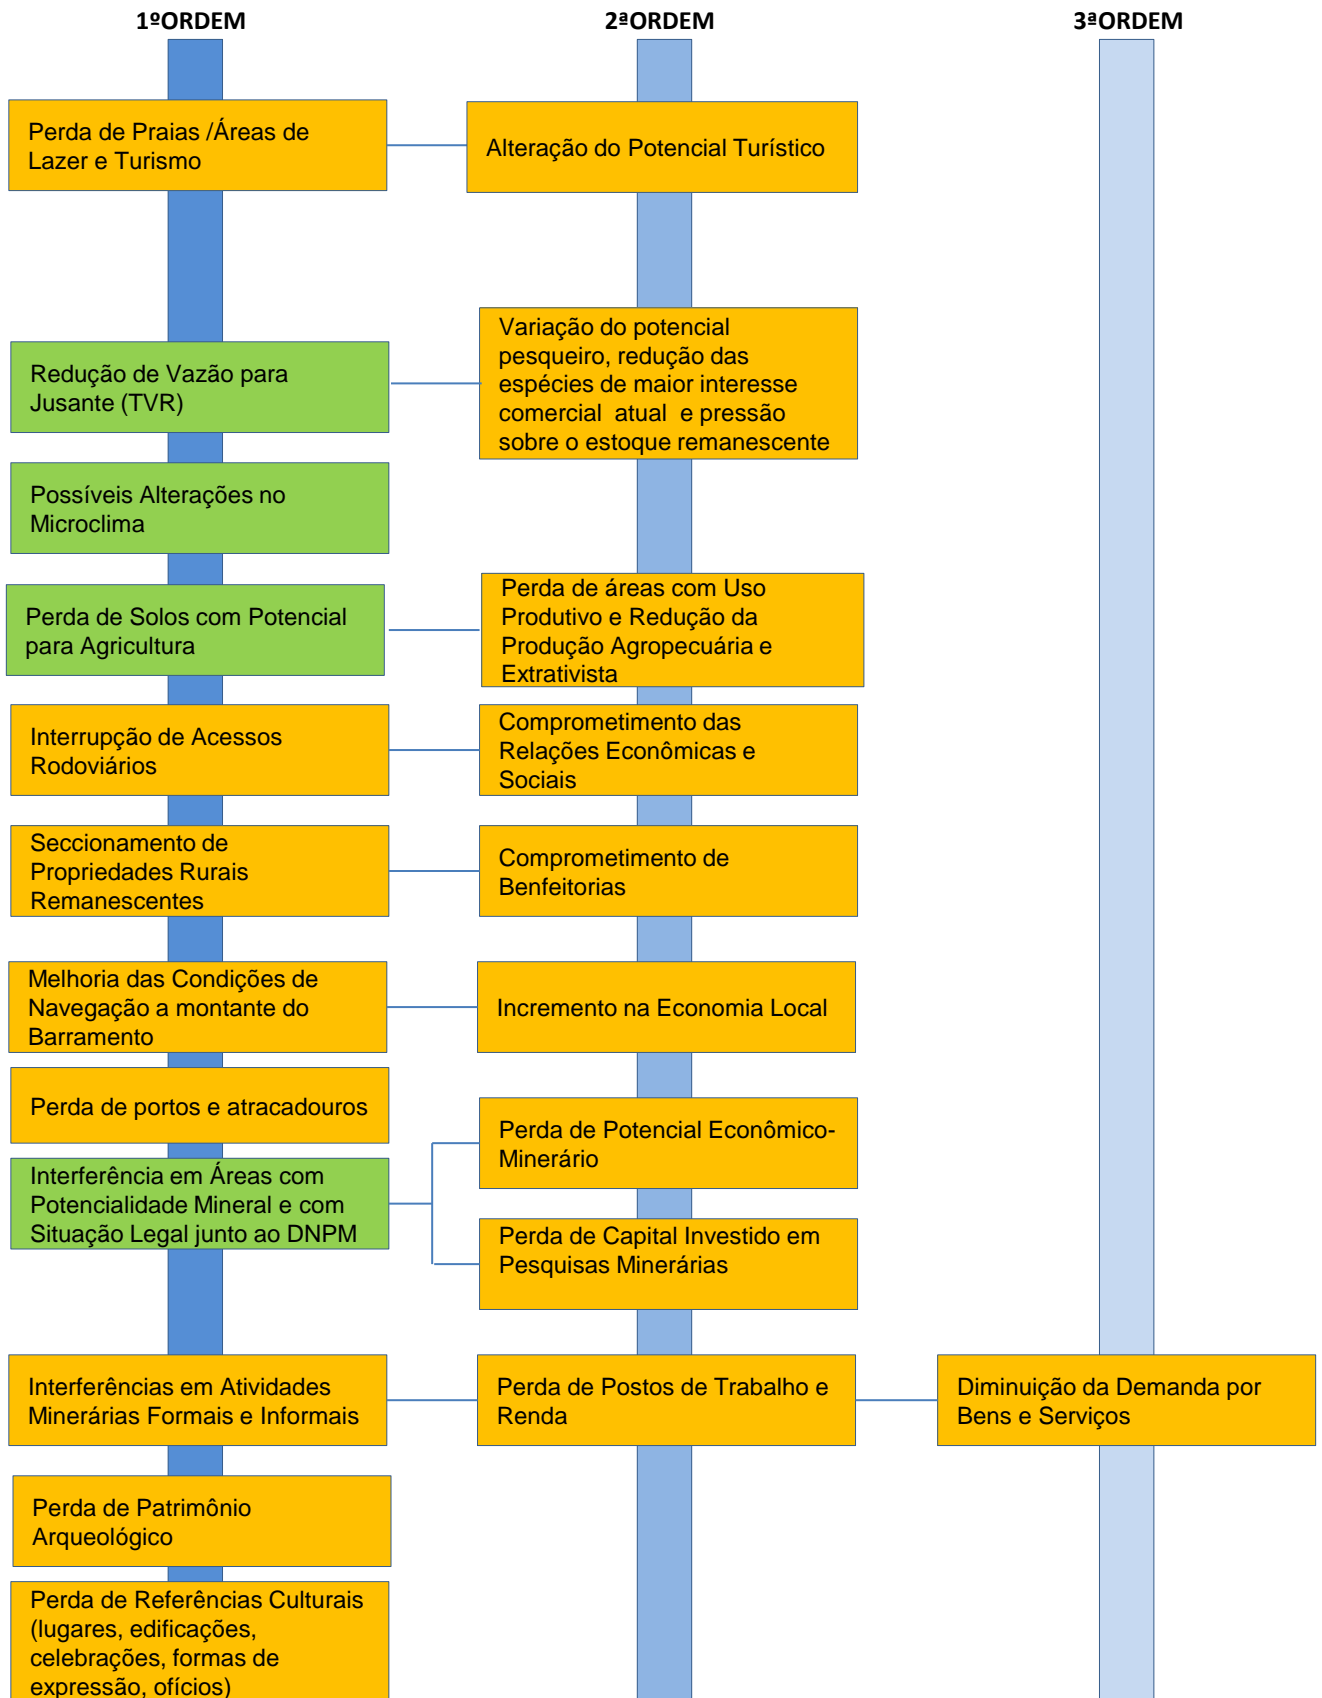 1ºORDEM
2ªORDEM
3ªORDEM
Perda de Praias /Áreas de
Lazer e Turismo
Alteração do Potencial Turístico
Redução de Vazão para
Jusante (TVR)
Variação do potencial
pesqueiro, redução das
espécies de maior interesse
comercial atual e pressão
sobre o estoque remanescente
Possíveis Alterações no
Microclima
Perda de Solos com Potencial
para Agricultura
Perda de áreas com Uso
Produtivo e Redução da
Produção Agropecuária e
Extrativista
Interrupção de Acessos
Rodoviários
Comprometimento das
Relações Econômicas e
Sociais
Seccionamento de
Propriedades Rurais
Remanescentes
Comprometimento de
Benfeitorias
Melhoria das Condições de
Navegação a montante do
Barramento
Incremento na Economia Local
Perda de portos e atracadouros
Interferência em Áreas com
Potencialidade Mineral e com
Situação Legal junto ao DNPM
Perda de Potencial Econômico-
Minerário
Perda de Capital Investido em
Pesquisas Minerárias
Interferências em Atividades
Minerárias Formais e Informais
Perda de Postos de Trabalho e
Renda
Diminuição da Demanda por
Bens e Serviços
Perda de Patrimônio
Arqueológico
Perda de Referências Culturais
(lugares, edificações,
celebrações, formas de
expressão, ofícios)